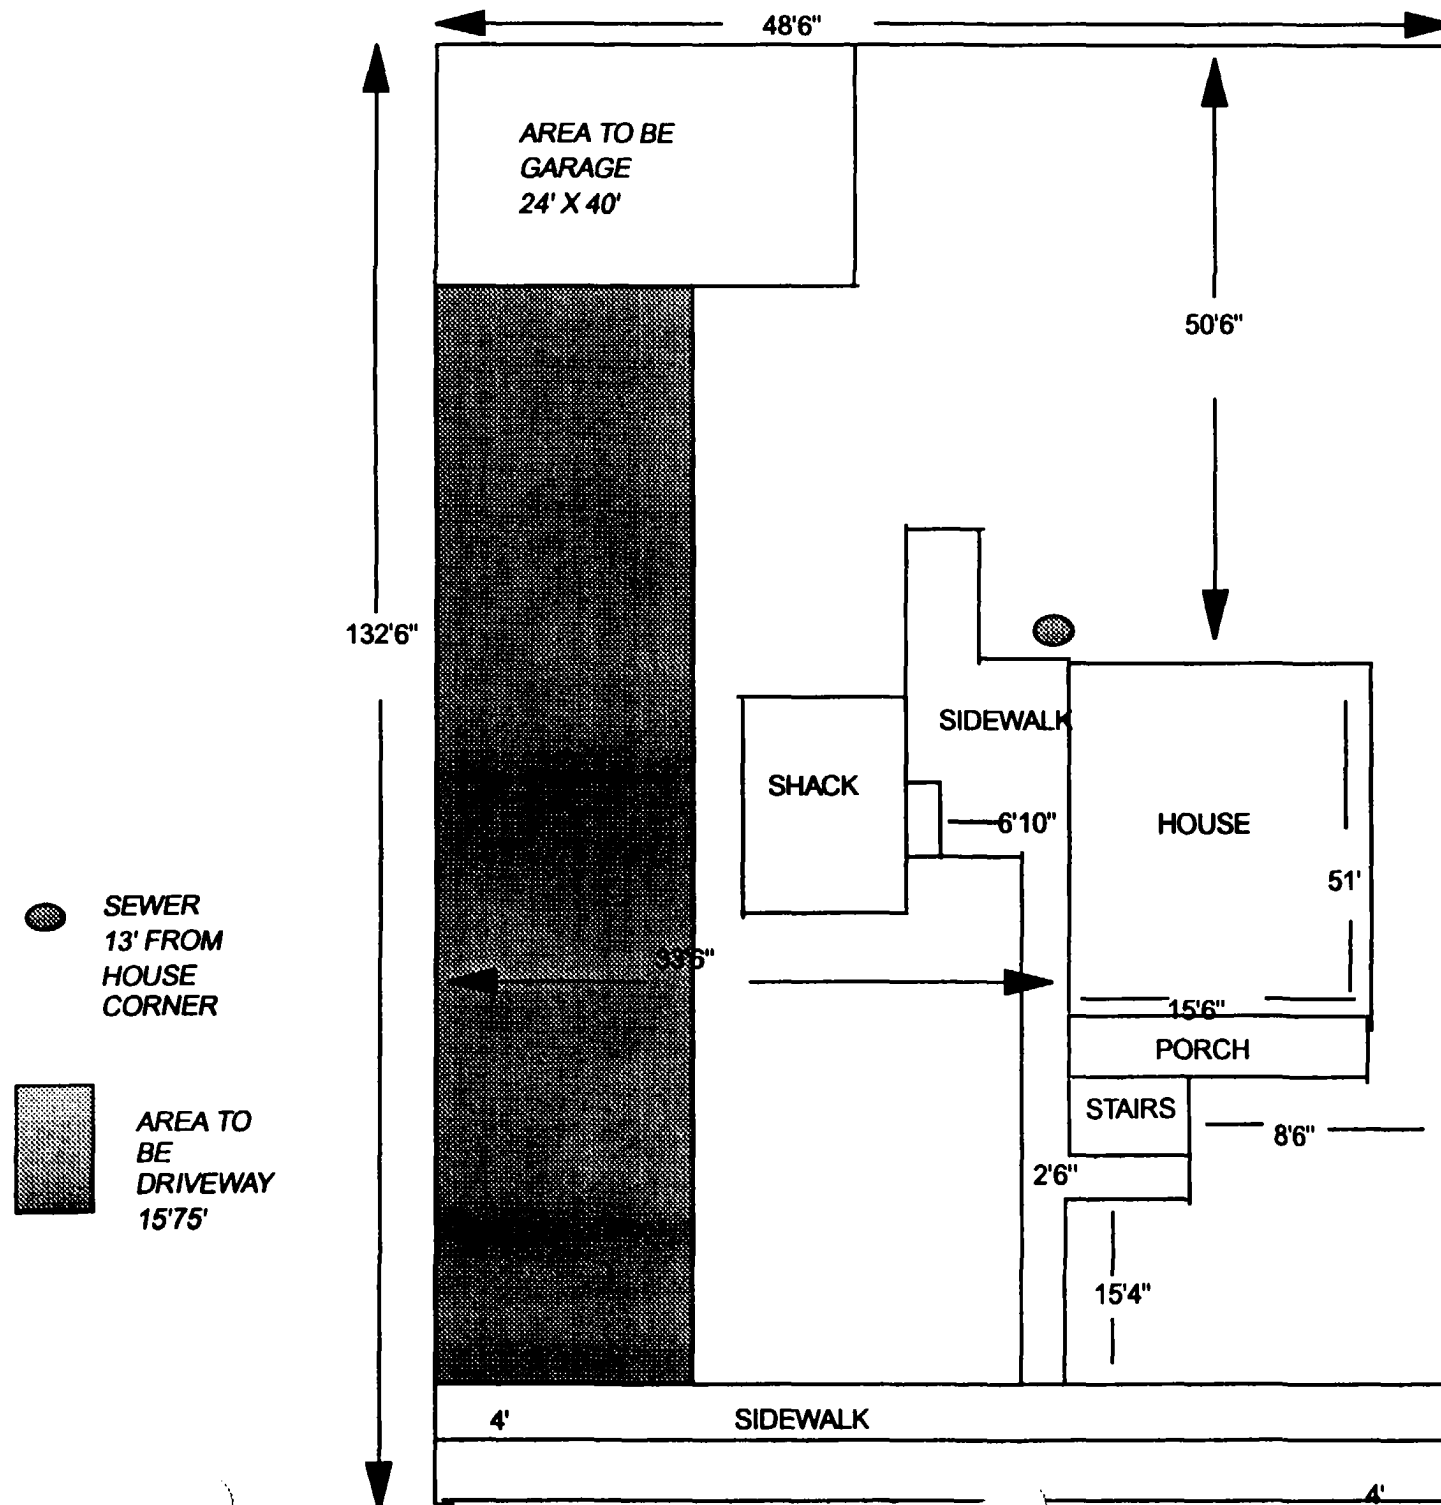 48'6"
AREA TO BE
GARAGE
24' X 40'
50'6"
132'6"
SIDEWALK
SHACK
6'10"
HOUSE
51'
SEWER
13' FROM
HOUSE
CORNER
33'6"
15'6"
PORCH
STAIRS
8'6"
AREA TO
BE
DRIVEWAY
15'75'
2'6"
15'4"
4'
SIDEWALK
4'